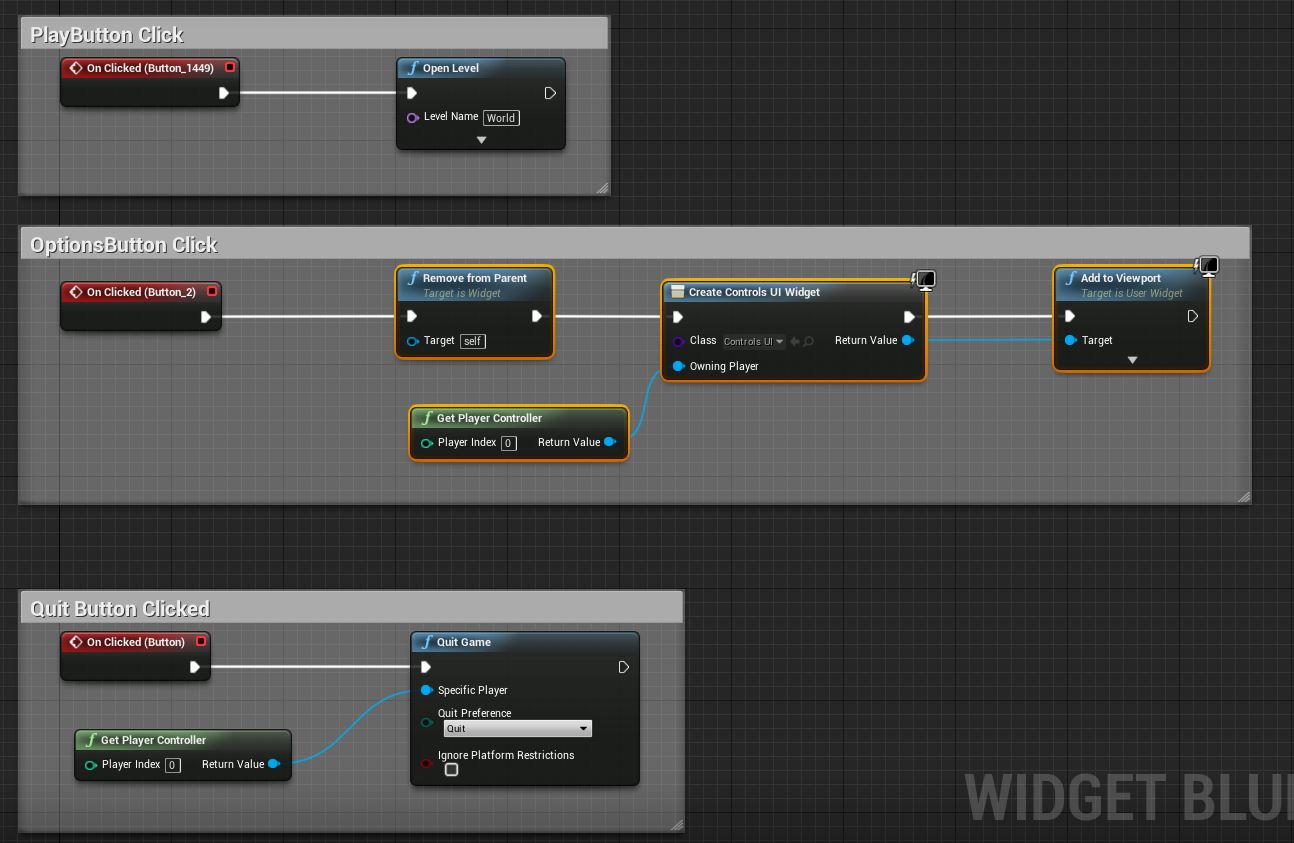 PlayButton Click
On Clicked (Button_1449)
Open Level
Level Name World
OptionsButton Click
On Clicked (Button_2)
Remove from Parent
Target is Widget
Target self
Create Controls UI Widget
Class Controls UI Return Value
Owning Player
Add to Viewport
Target is User Widget
Target
Get Player Controller
Player Index 0 Return Value
Quit Button Clicked
On Clicked (Button)
Quit Game
Specific Player
Quit Preference
Quit
Ignore Platform Restrictions
Get Player Controller
Player Index 0 Return Value
WIDGET